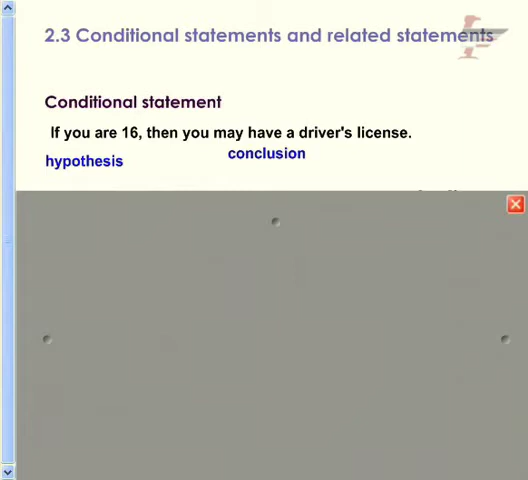 2.3 Conditional statements and related statements
Conditional statement
If you are 16, then you may have a driver's license.
conclusion
hypothesis